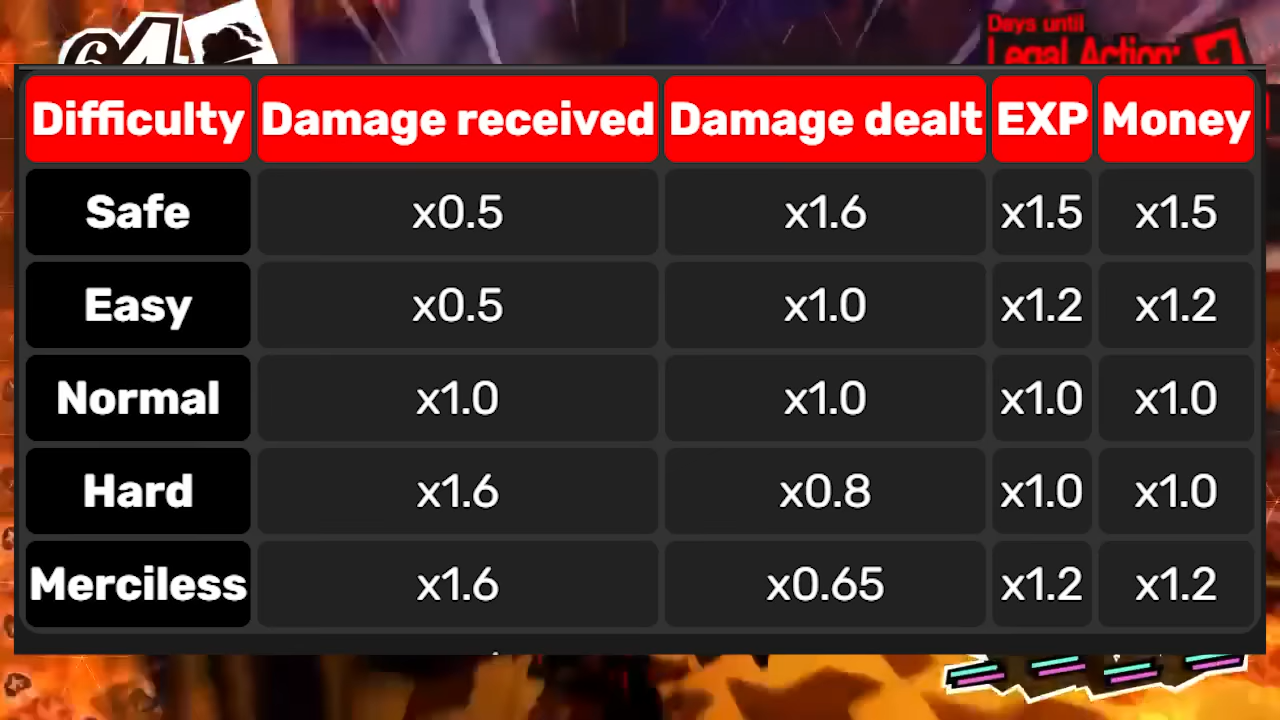 6/4
Days until
Legal Action:
Difficulty Damage received Damage dealt EXP Money
Safe x0.5 x1.6 x1.5 x1.5
Easy x0.5 x1.0 x1.2 x1.2
Normal x1.0 x1.0 x1.0 x1.0
Hard x1.6 x0.8 x1.0 x1.0
Merciless x1.6 x0.65 x1.2 x1.2